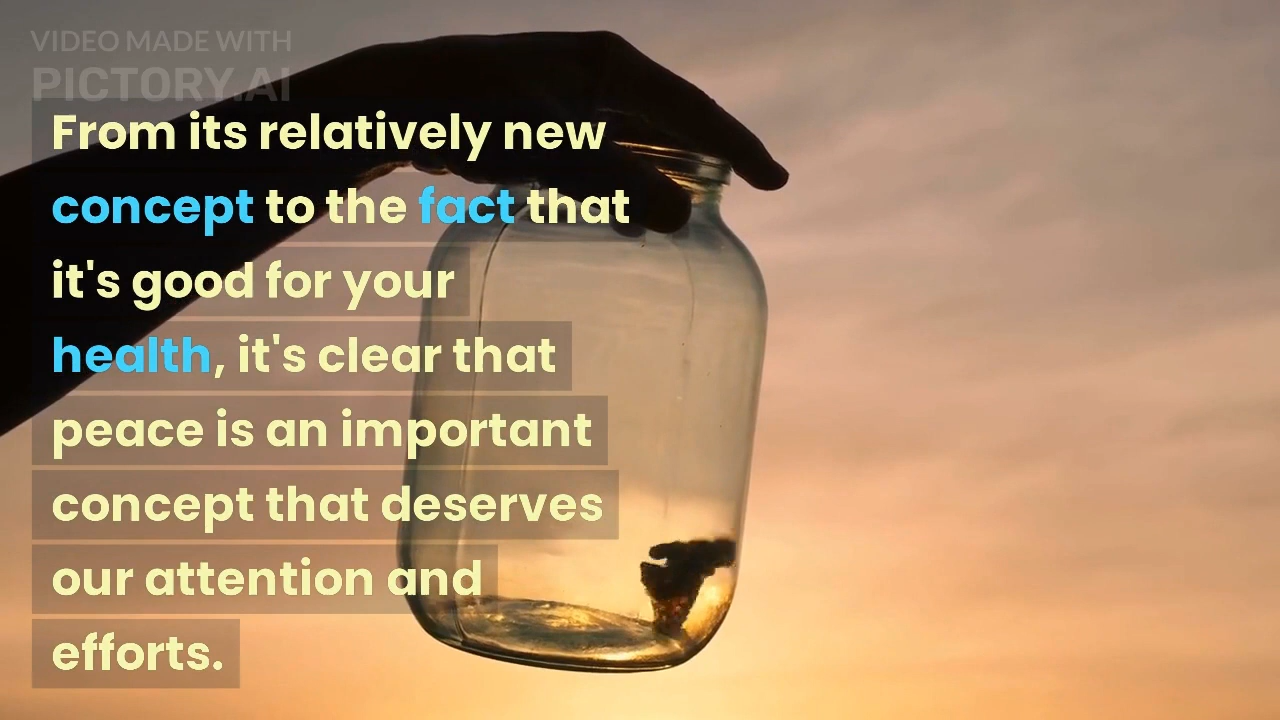 VIDEO MADE WITH
PICTORY.AI
From its relatively new
concept to the fact that
it's good for your
health, it's clear that
peace is an important
concept that deserves
our attention and
efforts.